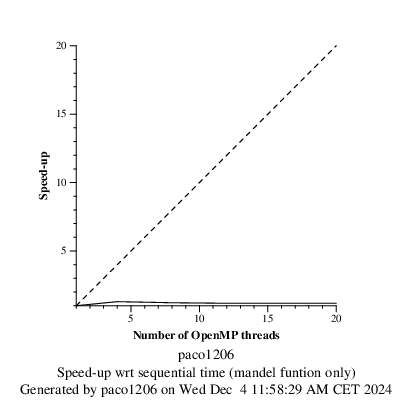 20
15
10
5
Speed-up
5
10
15
20
Number of OpenMP threads
paco1206
Speed-up wrt sequential time (mandel funtion only)
Generated by paco1206 on Wed Dec 4 11:58:29 AM CET 2024